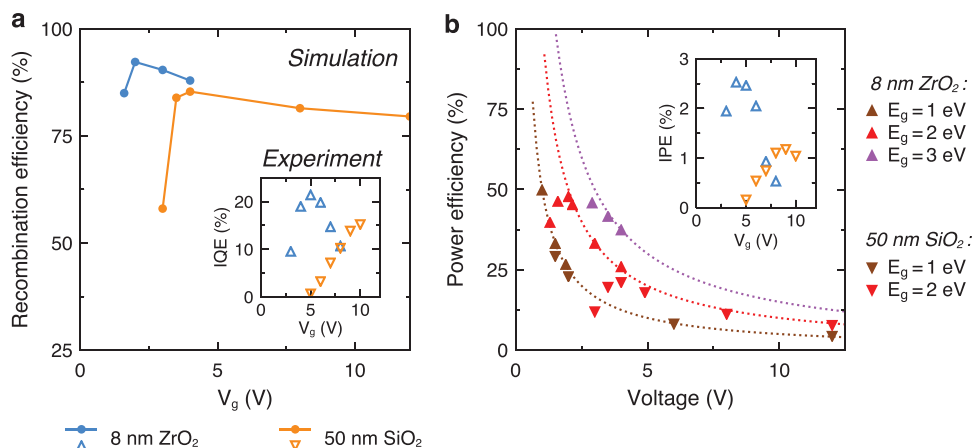 a
100
75
50
25
0
5
10
Recombination efficiency (%)
V_g (V)
Simulation
Experiment
IQE (%)
20
10
0
0
5
10
V_g (V)
8 nm ZrO₂
50 nm SiO₂
b
100
75
50
25
0
0
5
10
Power efficiency (%)
Voltage (V)
IPE (%)
3
2
1
0
0
5
10
V_g (V)
8 nm ZrO₂:
E_g = 1 eV
E_g = 2 eV
E_g = 3 eV
50 nm SiO₂:
E_g = 1 eV
E_g = 2 eV